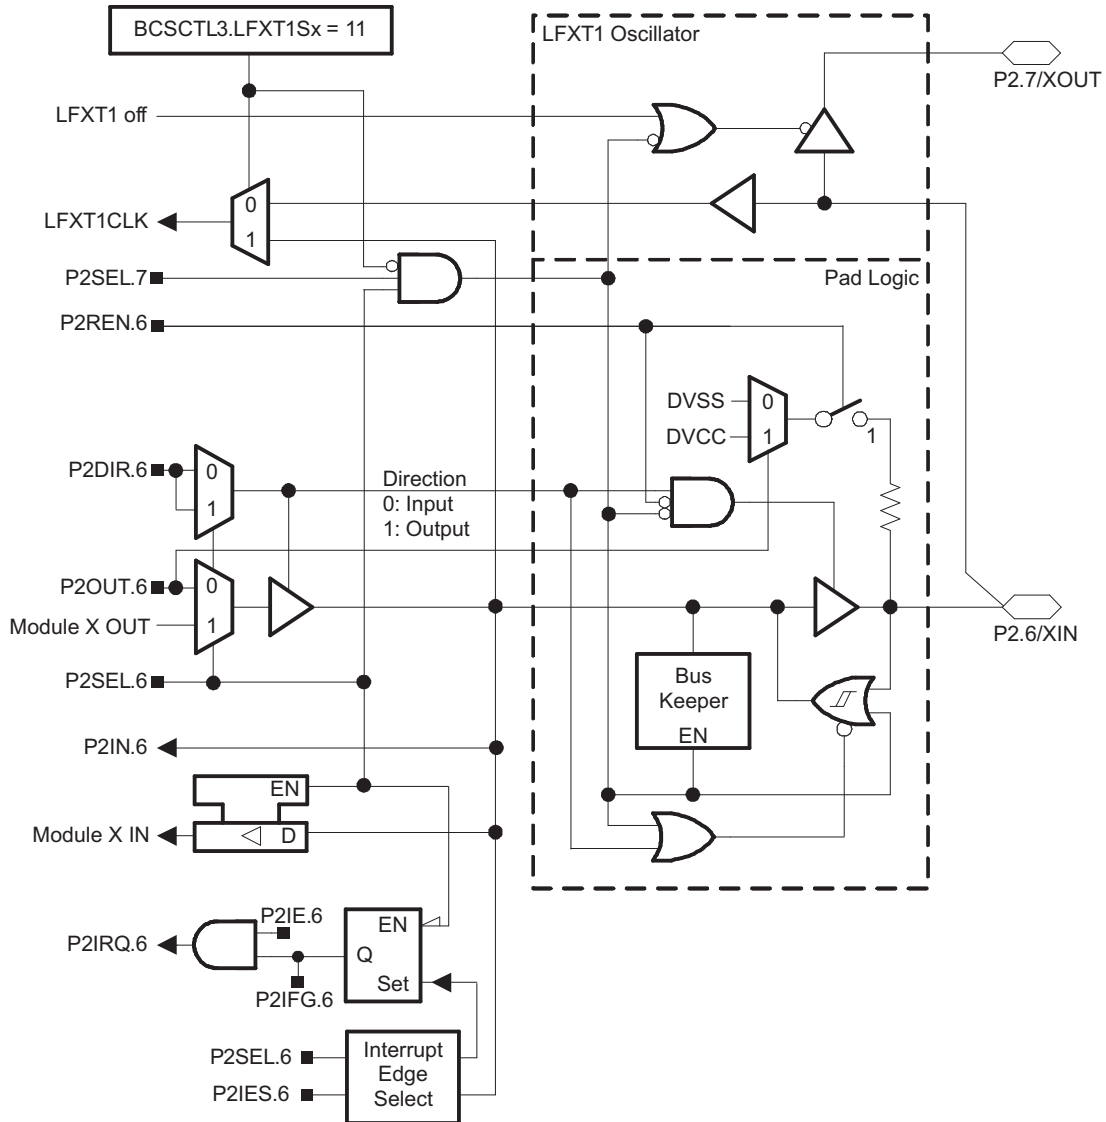 BCSCTL3.LFXT1Sx = 11
LFXT1 Oscillator
P2.7/XOUT
LFXT1 off
0
LFXT1CLK
1
P2SEL.7
Pad Logic
P2REN.6
DVSS
0
DVCC
1
1
P2DIR.6
0
1
Direction
0: Input
1: Output
P2OUT.6
0
Module X OUT
1
P2.6/XIN
P2SEL.6
Bus
Keeper
EN
P2IN.6
EN
Module X IN
D
P2IE.6
EN
P2IRQ.6
Q
Set
P2IFG.6
P2SEL.6
P2IES.6
Interrupt
Edge
Select